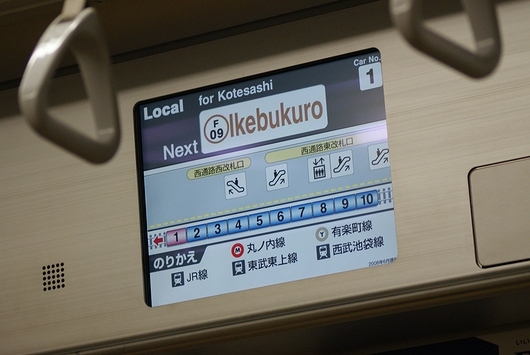 Local for Kotesashi
Car No. 1
Next F 09 Ikebukuro
西通路西改札口 西通路東改札口
1 2 3 4 5 6 7 8 9 10
のりかえ M 丸ノ内線 Y 有楽町線
JR線 東武東上線 西武池袋線